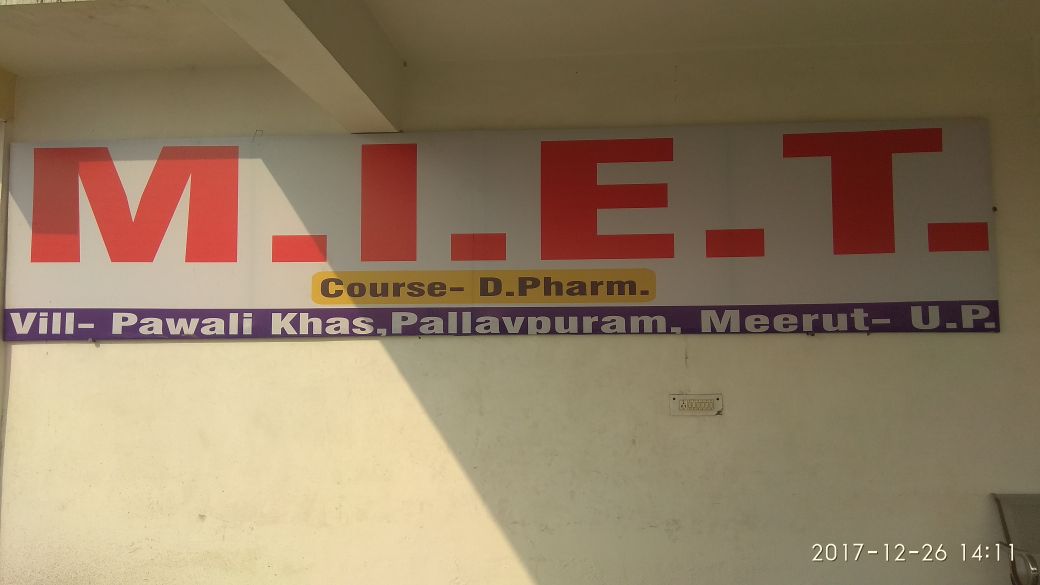 M.I.E.T.
Course- D.Pharm.
Vill- Pawali Khas,Pallavpuram, Meerut- U.P.
2017-12-26 14:11